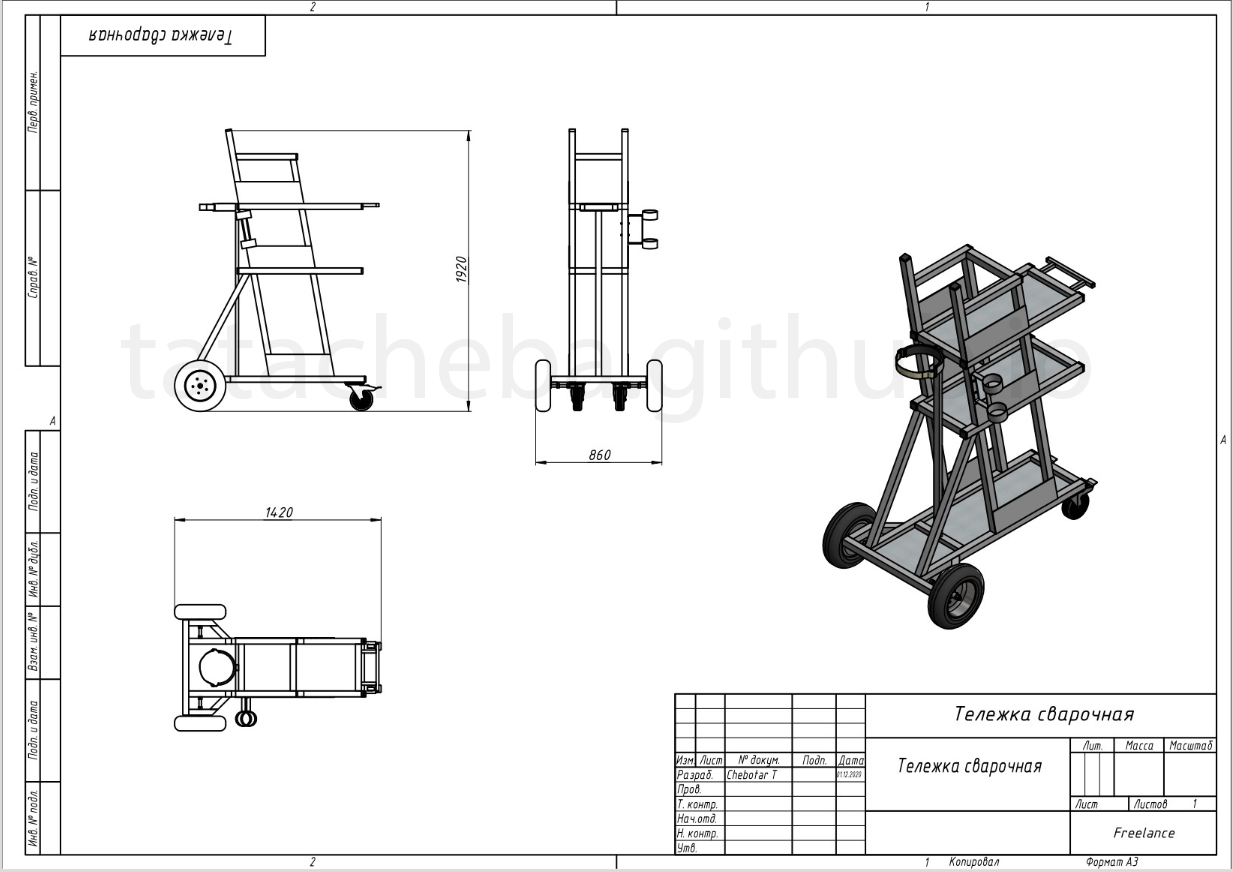 2
1
Тележка сварочная
Перв. примен.
Справ. №
Подп. и дата
Инв. № дубл.
Взам. инв. №
Подп. и дата
Инв. № подл.
А
А
1920
860
1420
tatacheba.github.io
Тележка сварочная
Изм. Лист № докум. Подп. Дата
Разраб. Chebotar T 01.12.2020
Пров.
Т. контр.
Нач.отд.
Н. контр.
Утв.
Тележка сварочная
Лит. Масса Масштаб
Лист Листов 1
Freelance
2
1
Копировал
Формат А3